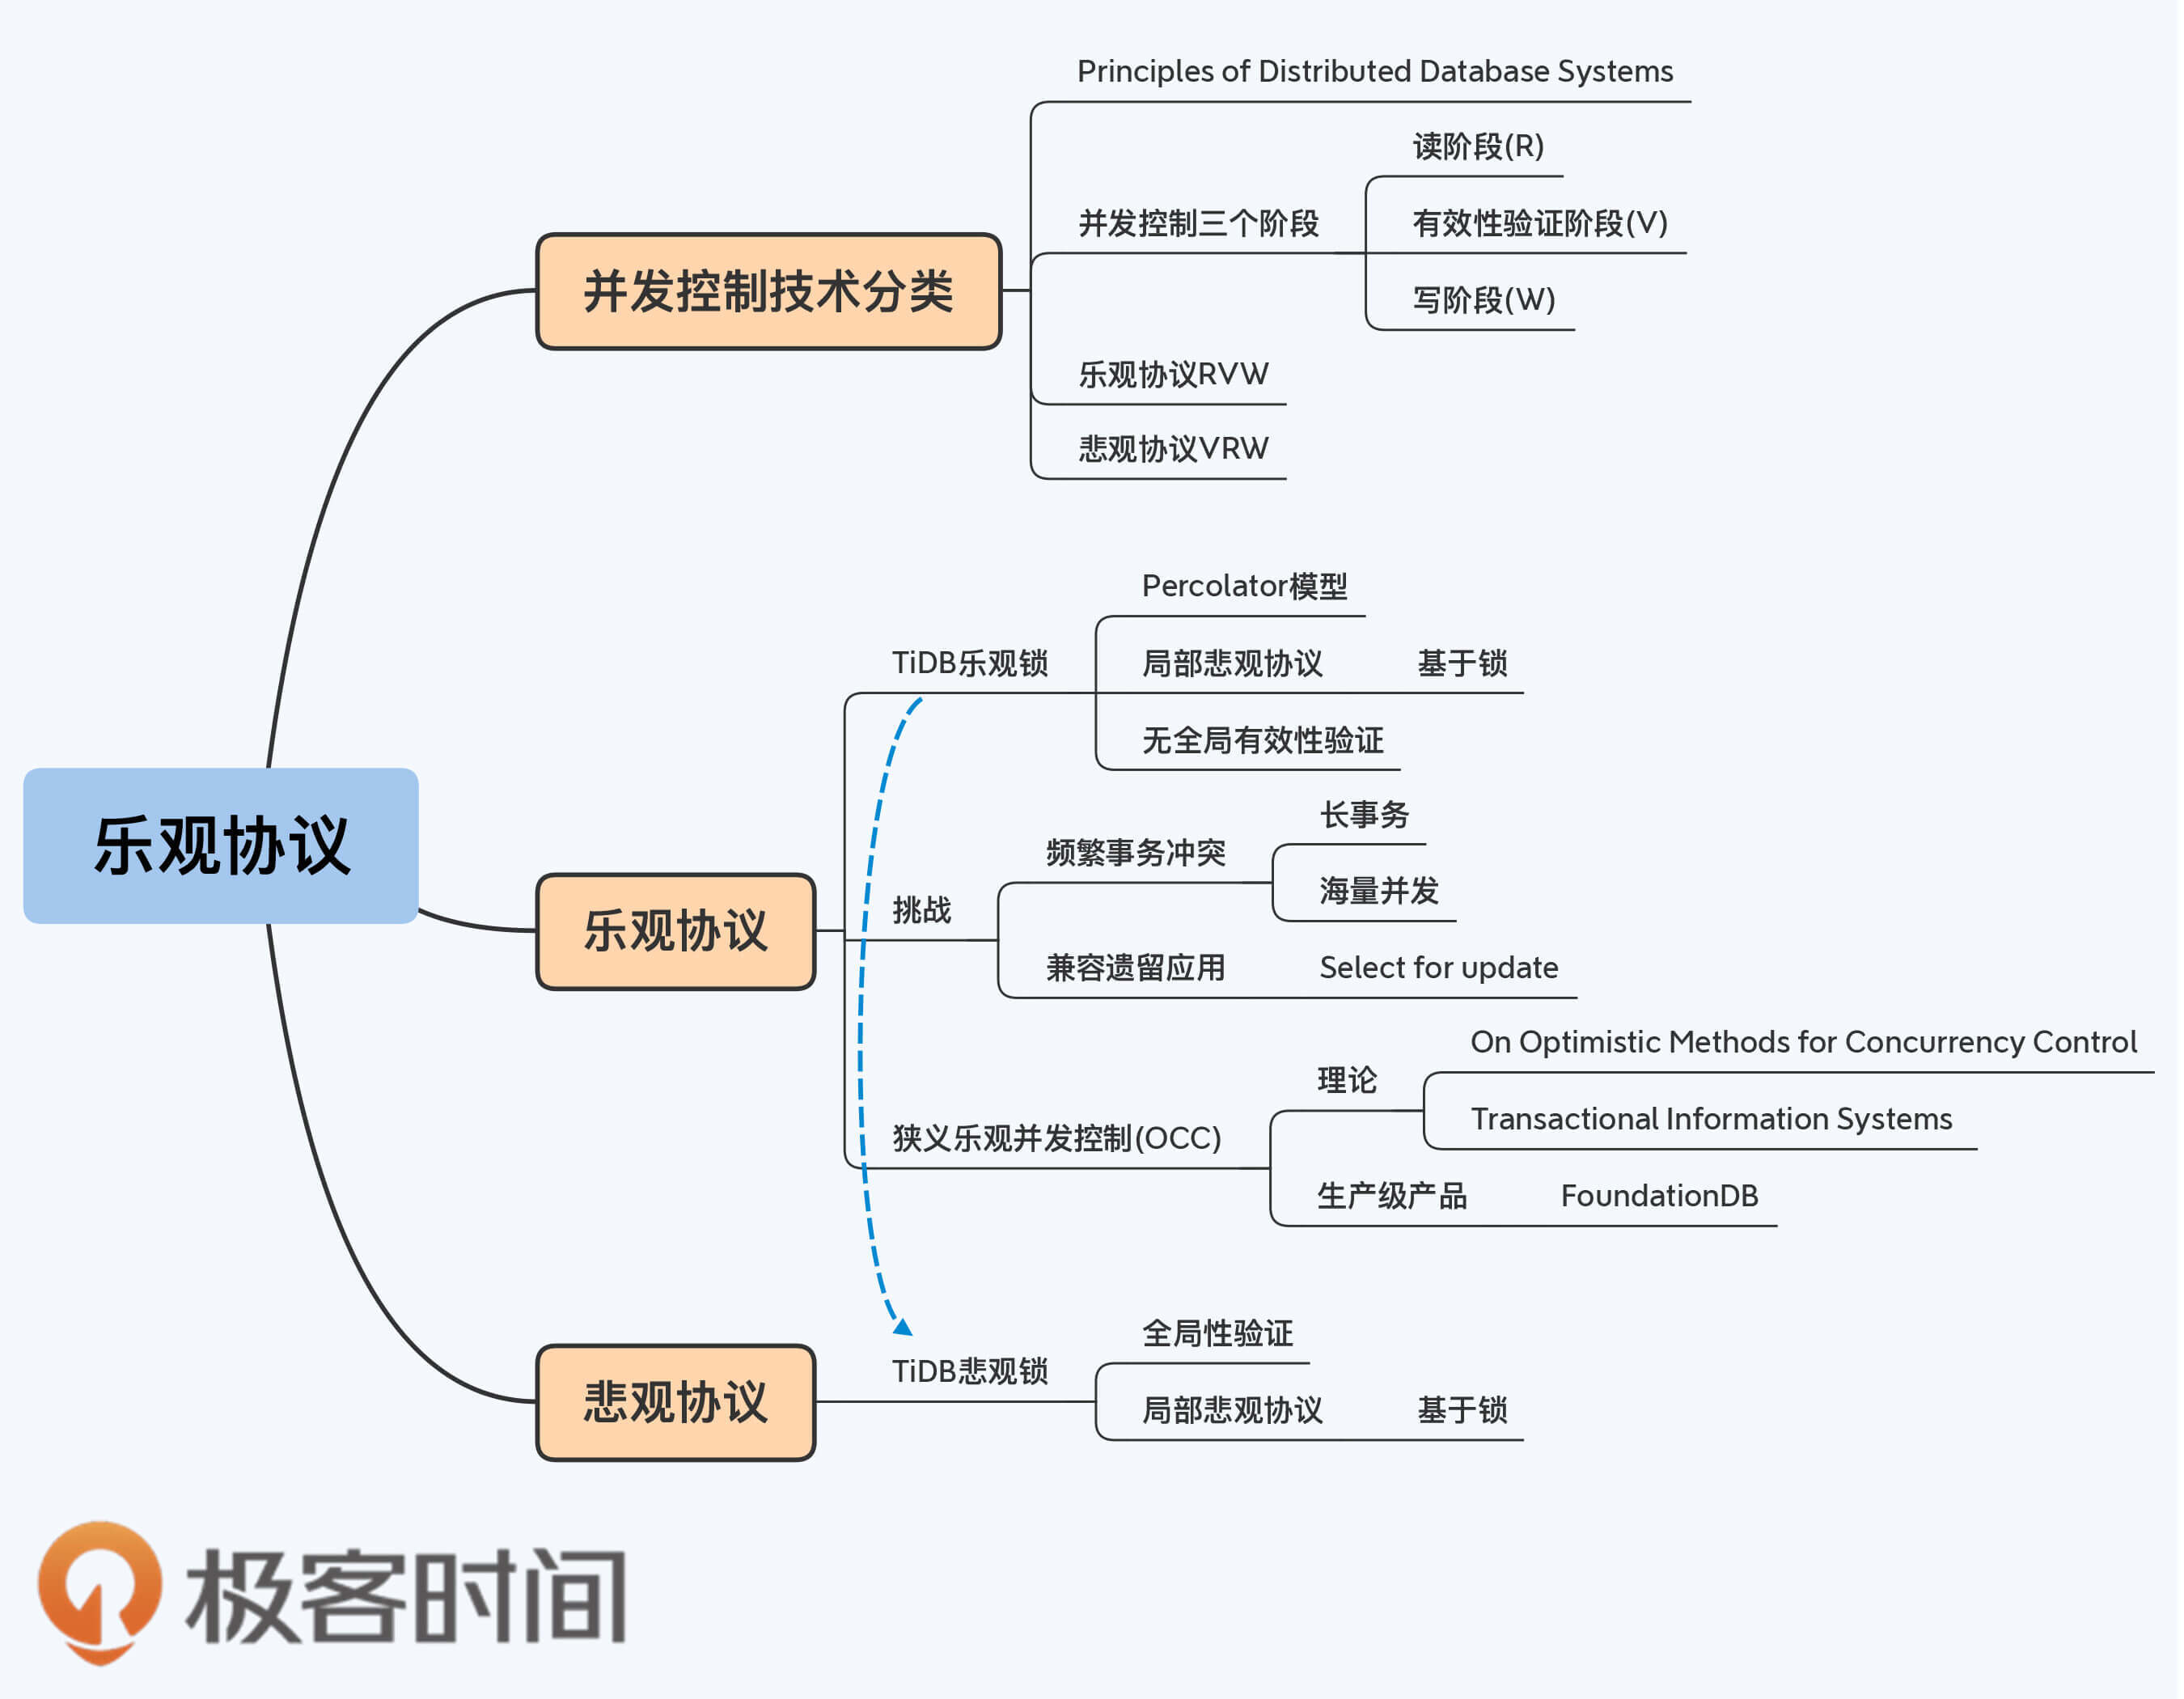 乐观协议
并发控制技术分类
Principles of Distributed Database Systems
并发控制三个阶段
读阶段(R)
有效性验证阶段(V)
写阶段(W)
乐观协议RVW
悲观协议VRW
乐观协议
TiDB乐观锁
Percolator模型
局部悲观协议 基于锁
无全局有效性验证
挑战
频繁事务冲突
长事务
海量并发
兼容遗留应用 Select for update
狭义乐观并发控制(OCC)
理论
On Optimistic Methods for Concurrency Control
Transactional Information Systems
生产级产品 FoundationDB
悲观协议
TiDB悲观锁
全局性验证
局部悲观协议 基于锁
极客时间